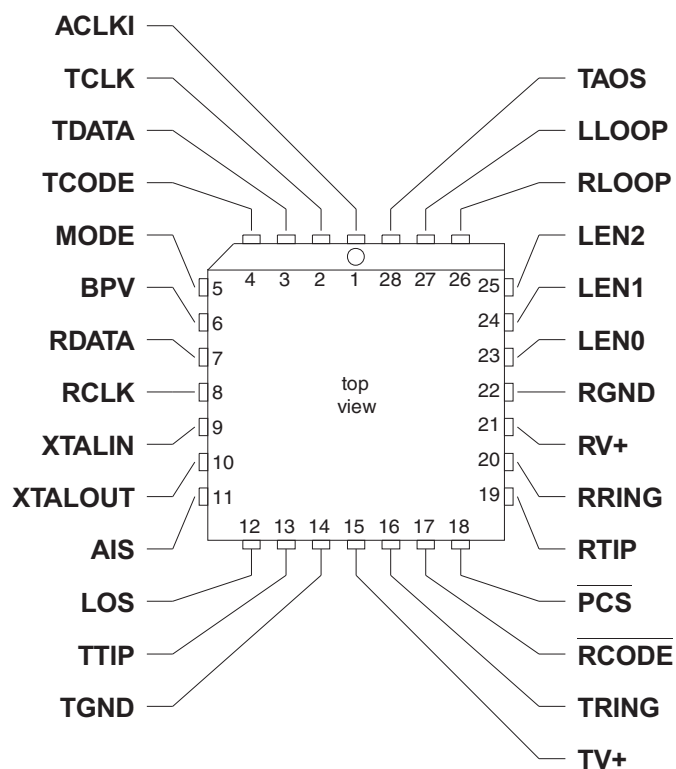 ACLKI
TCLK
TDATA
TCODE
MODE
BPV
RDATA
RCLK
XTALIN
XTALOUT
AIS
LOS
TTIP
TGND
TAOS
LLOOP
RLOOP
LEN2
LEN1
LEN0
RGND
RV+
RRING
RTIP
PCS
RCODE
TRING
TV+
4 3 2 1 28 27 26
5
6
7
8
9
10
11
25
24
23
22
21
20
19
top
view
12 13 14 15 16 17 18